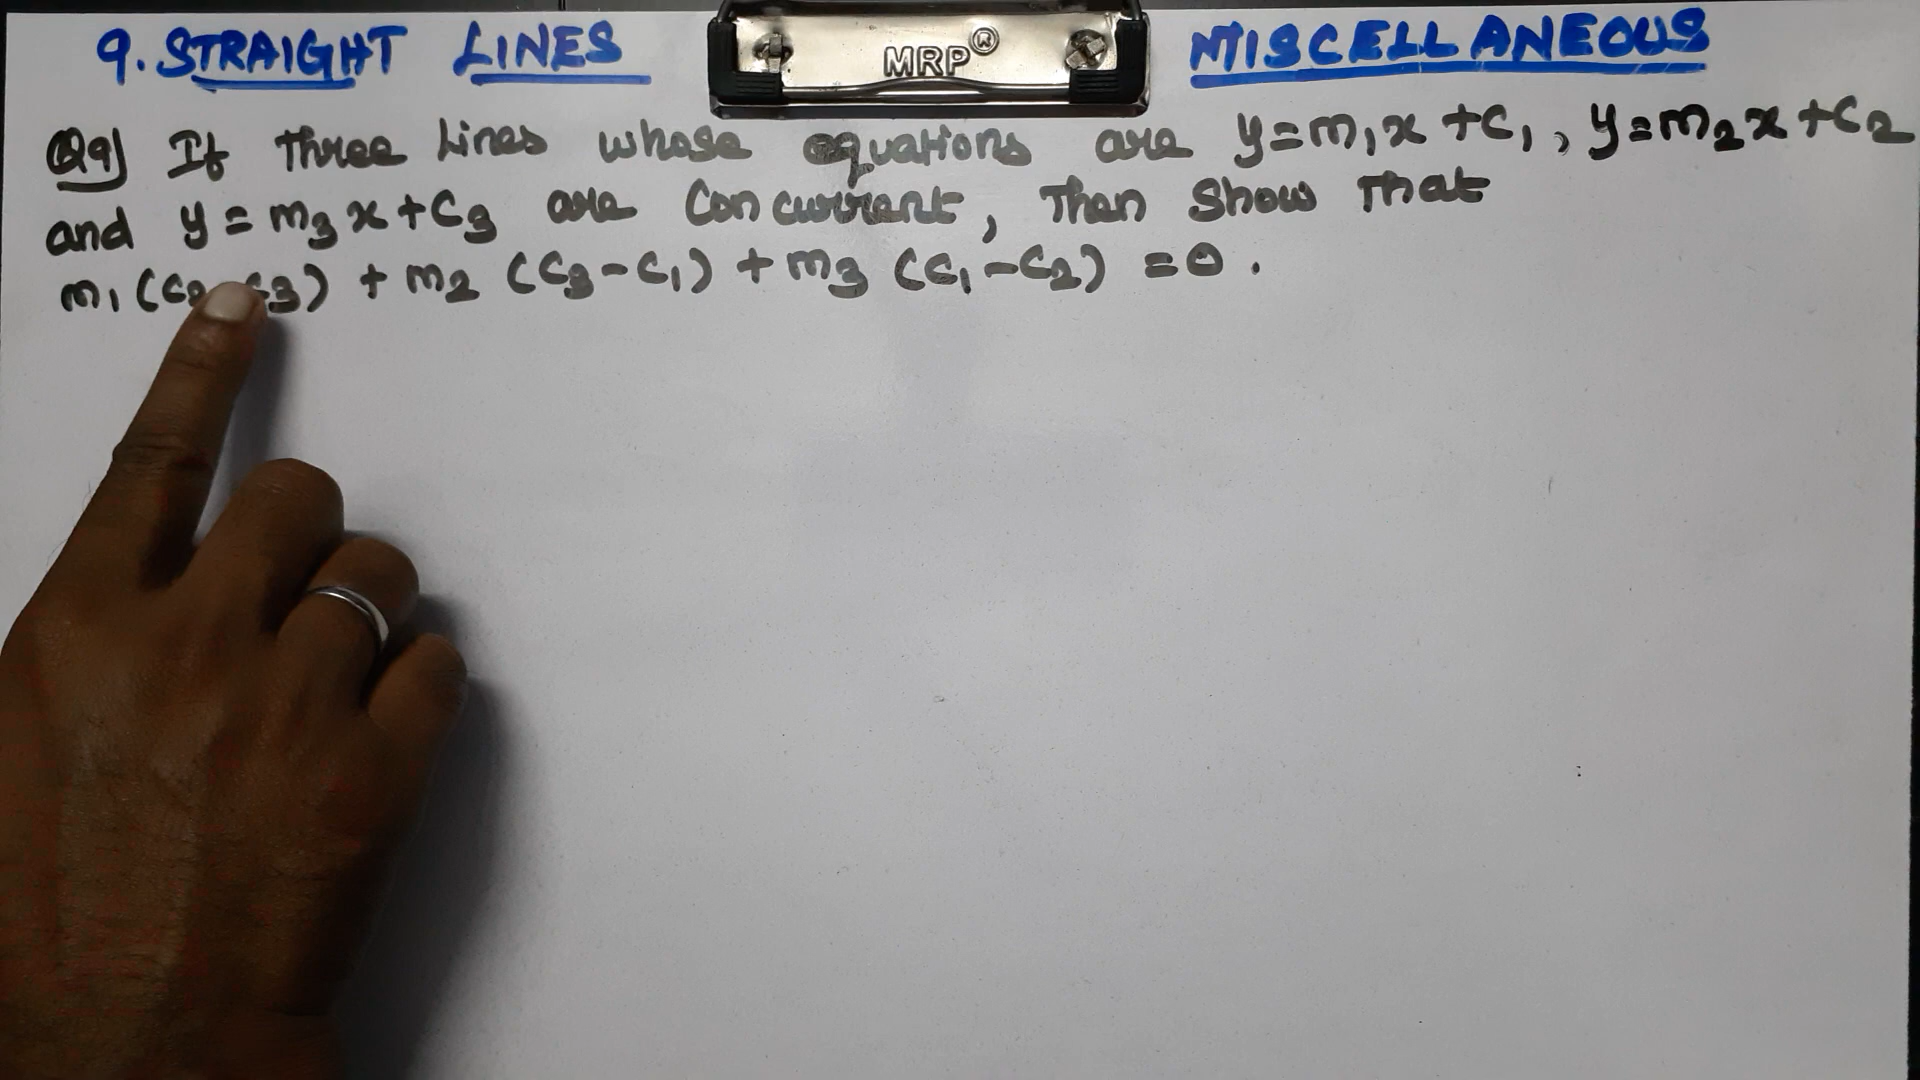 9. STRAIGHT LINES
MRP®
MISCELLANEOUS
Q9) If three lines whose equations are y=m₁x+c₁, y=m₂x+c₂
and y=m₃x+c₃ are concurrent, then show that
m₁(c₂-c₃)+m₂(c₃-c₁)+m₃(c₁-c₂)=0.